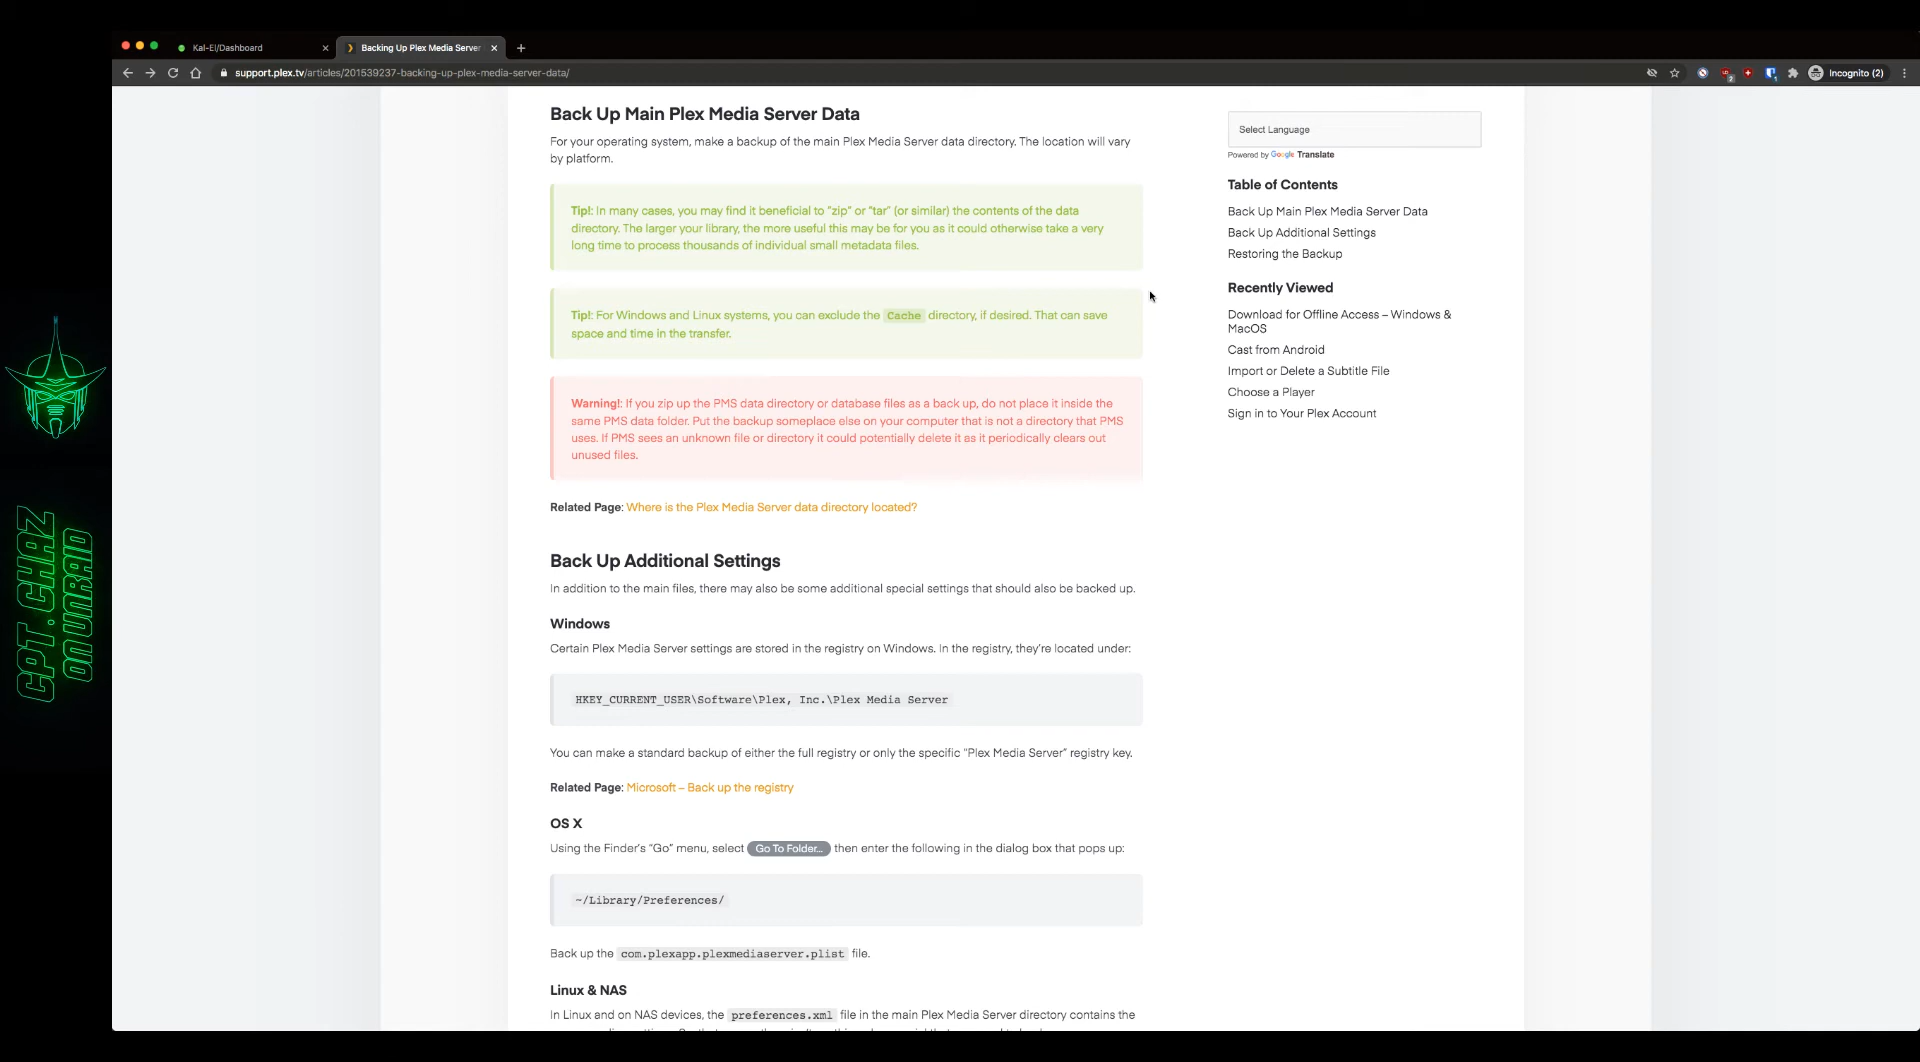 Kal-El/Dashboard
Backing Up Plex Media Server
support.plex.tv/articles/201539237-backing-up-plex-media-server-data/
Incognito (2)
Back Up Main Plex Media Server Data
For your operating system, make a backup of the main Plex Media Server data directory. The location will vary
by platform.
Tip!: In many cases, you may find it beneficial to “zip” or “tar” (or similar) the contents of the data
directory. The larger your library, the more useful this may be for you as it could otherwise take a very
long time to process thousands of individual small metadata files.
Tip!: For Windows and Linux systems, you can exclude the Cache directory, if desired. That can save
space and time in the transfer.
Warning!: If you zip up the PMS data directory or database files as a back up, do not place it inside the
same PMS data folder. Put the backup someplace else on your computer that is not a directory that PMS
uses. If PMS sees an unknown file or directory it could potentially delete it as it periodically clears out
unused files.
Related Page: Where is the Plex Media Server data directory located?
Back Up Additional Settings
In addition to the main files, there may also be some additional special settings that should also be backed up.
Windows
Certain Plex Media Server settings are stored in the registry on Windows. In the registry, they’re located under:
HKEY_CURRENT_USER\Software\Plex, Inc.\Plex Media Server
You can make a standard backup of either the full registry or only the specific “Plex Media Server” registry key.
Related Page: Microsoft – Back up the registry
OS X
Using the Finder’s “Go” menu, select Go To Folder... then enter the following in the dialog box that pops up:
~/Library/Preferences/
Back up the com.plexapp.plexmediaserver.plist file.
Linux & NAS
In Linux and on NAS devices, the preferences.xml file in the main Plex Media Server directory contains the
Select Language
Powered by Google Translate
Table of Contents
Back Up Main Plex Media Server Data
Back Up Additional Settings
Restoring the Backup
Recently Viewed
Download for Offline Access – Windows &
MacOS
Cast from Android
Import or Delete a Subtitle File
Choose a Player
Sign in to Your Plex Account
CPT. CHAZ
ON UNRAID